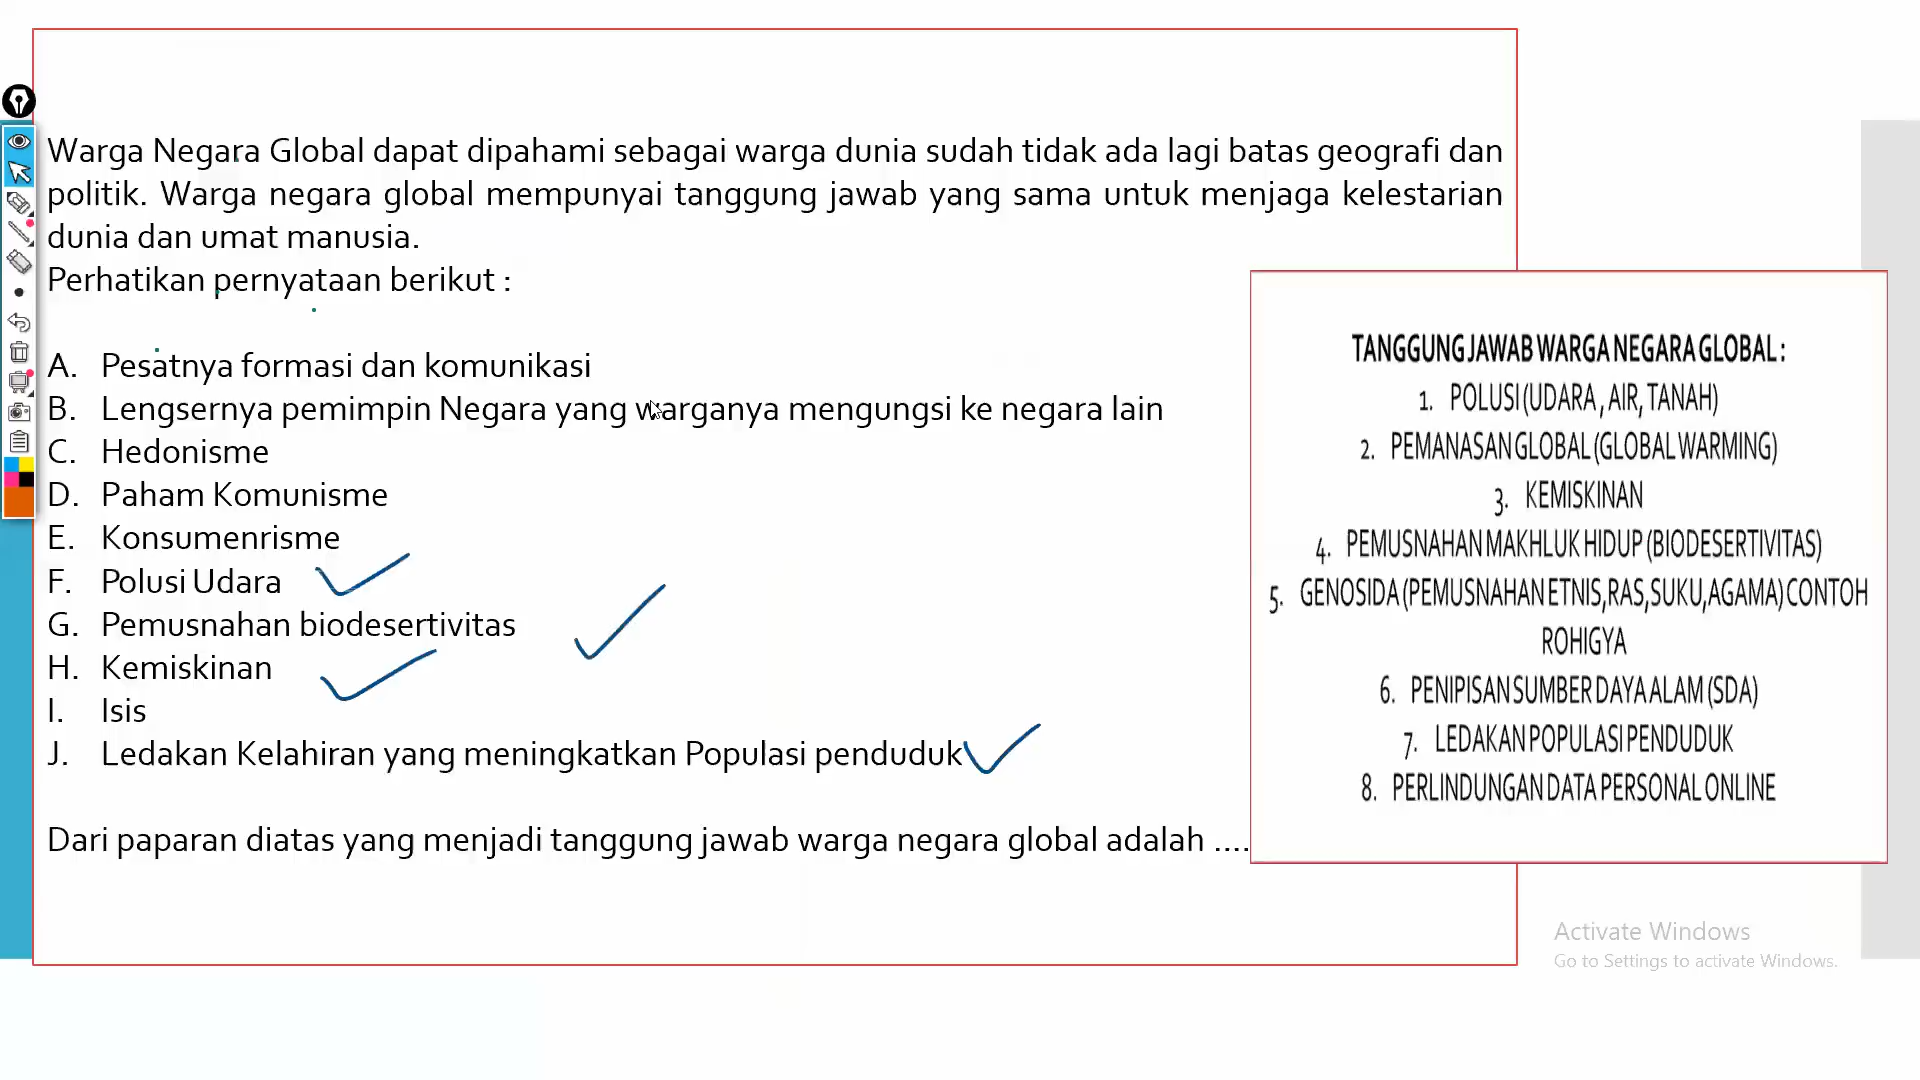 Warga Negara Global dapat dipahami sebagai warga dunia sudah tidak ada lagi batas geografi dan
politik. Warga negara global mempunyai tanggung jawab yang sama untuk menjaga kelestarian
dunia dan umat manusia.
Perhatikan pernyataan berikut :
A. Pesatnya formasi dan komunikasi
B. Lengsernya pemimpin Negara yang warganya mengungsi ke negara lain
C. Hedonisme
D. Paham Komunisme
E. Konsumenrisme
F. Polusi Udara
G. Pemusnahan biodesertivitas
H. Kemiskinan
I. Isis
J. Ledakan Kelahiran yang meningkatkan Populasi penduduk
Dari paparan diatas yang menjadi tanggung jawab warga negara global adalah ....
TANGGUNG JAWAB WARGA NEGARA GLOBAL :
1. POLUSI (UDARA , AIR, TANAH)
2. PEMANASAN GLOBAL (GLOBAL WARMING)
3. KEMISKINAN
4. PEMUSNAHAN MAKHLUK HIDUP (BIODESERTIVITAS)
5. GENOSIDA (PEMUSNAHAN ETNIS,RAS,SUKU,AGAMA) CONTOH
ROHIGYA
6. PENIPISAN SUMBER DAYA ALAM (SDA)
7. LEDAKAN POPULASI PENDUDUK
8. PERLINDUNGAN DATA PERSONAL ONLINE
Activate Windows
Go to Settings to activate Windows.